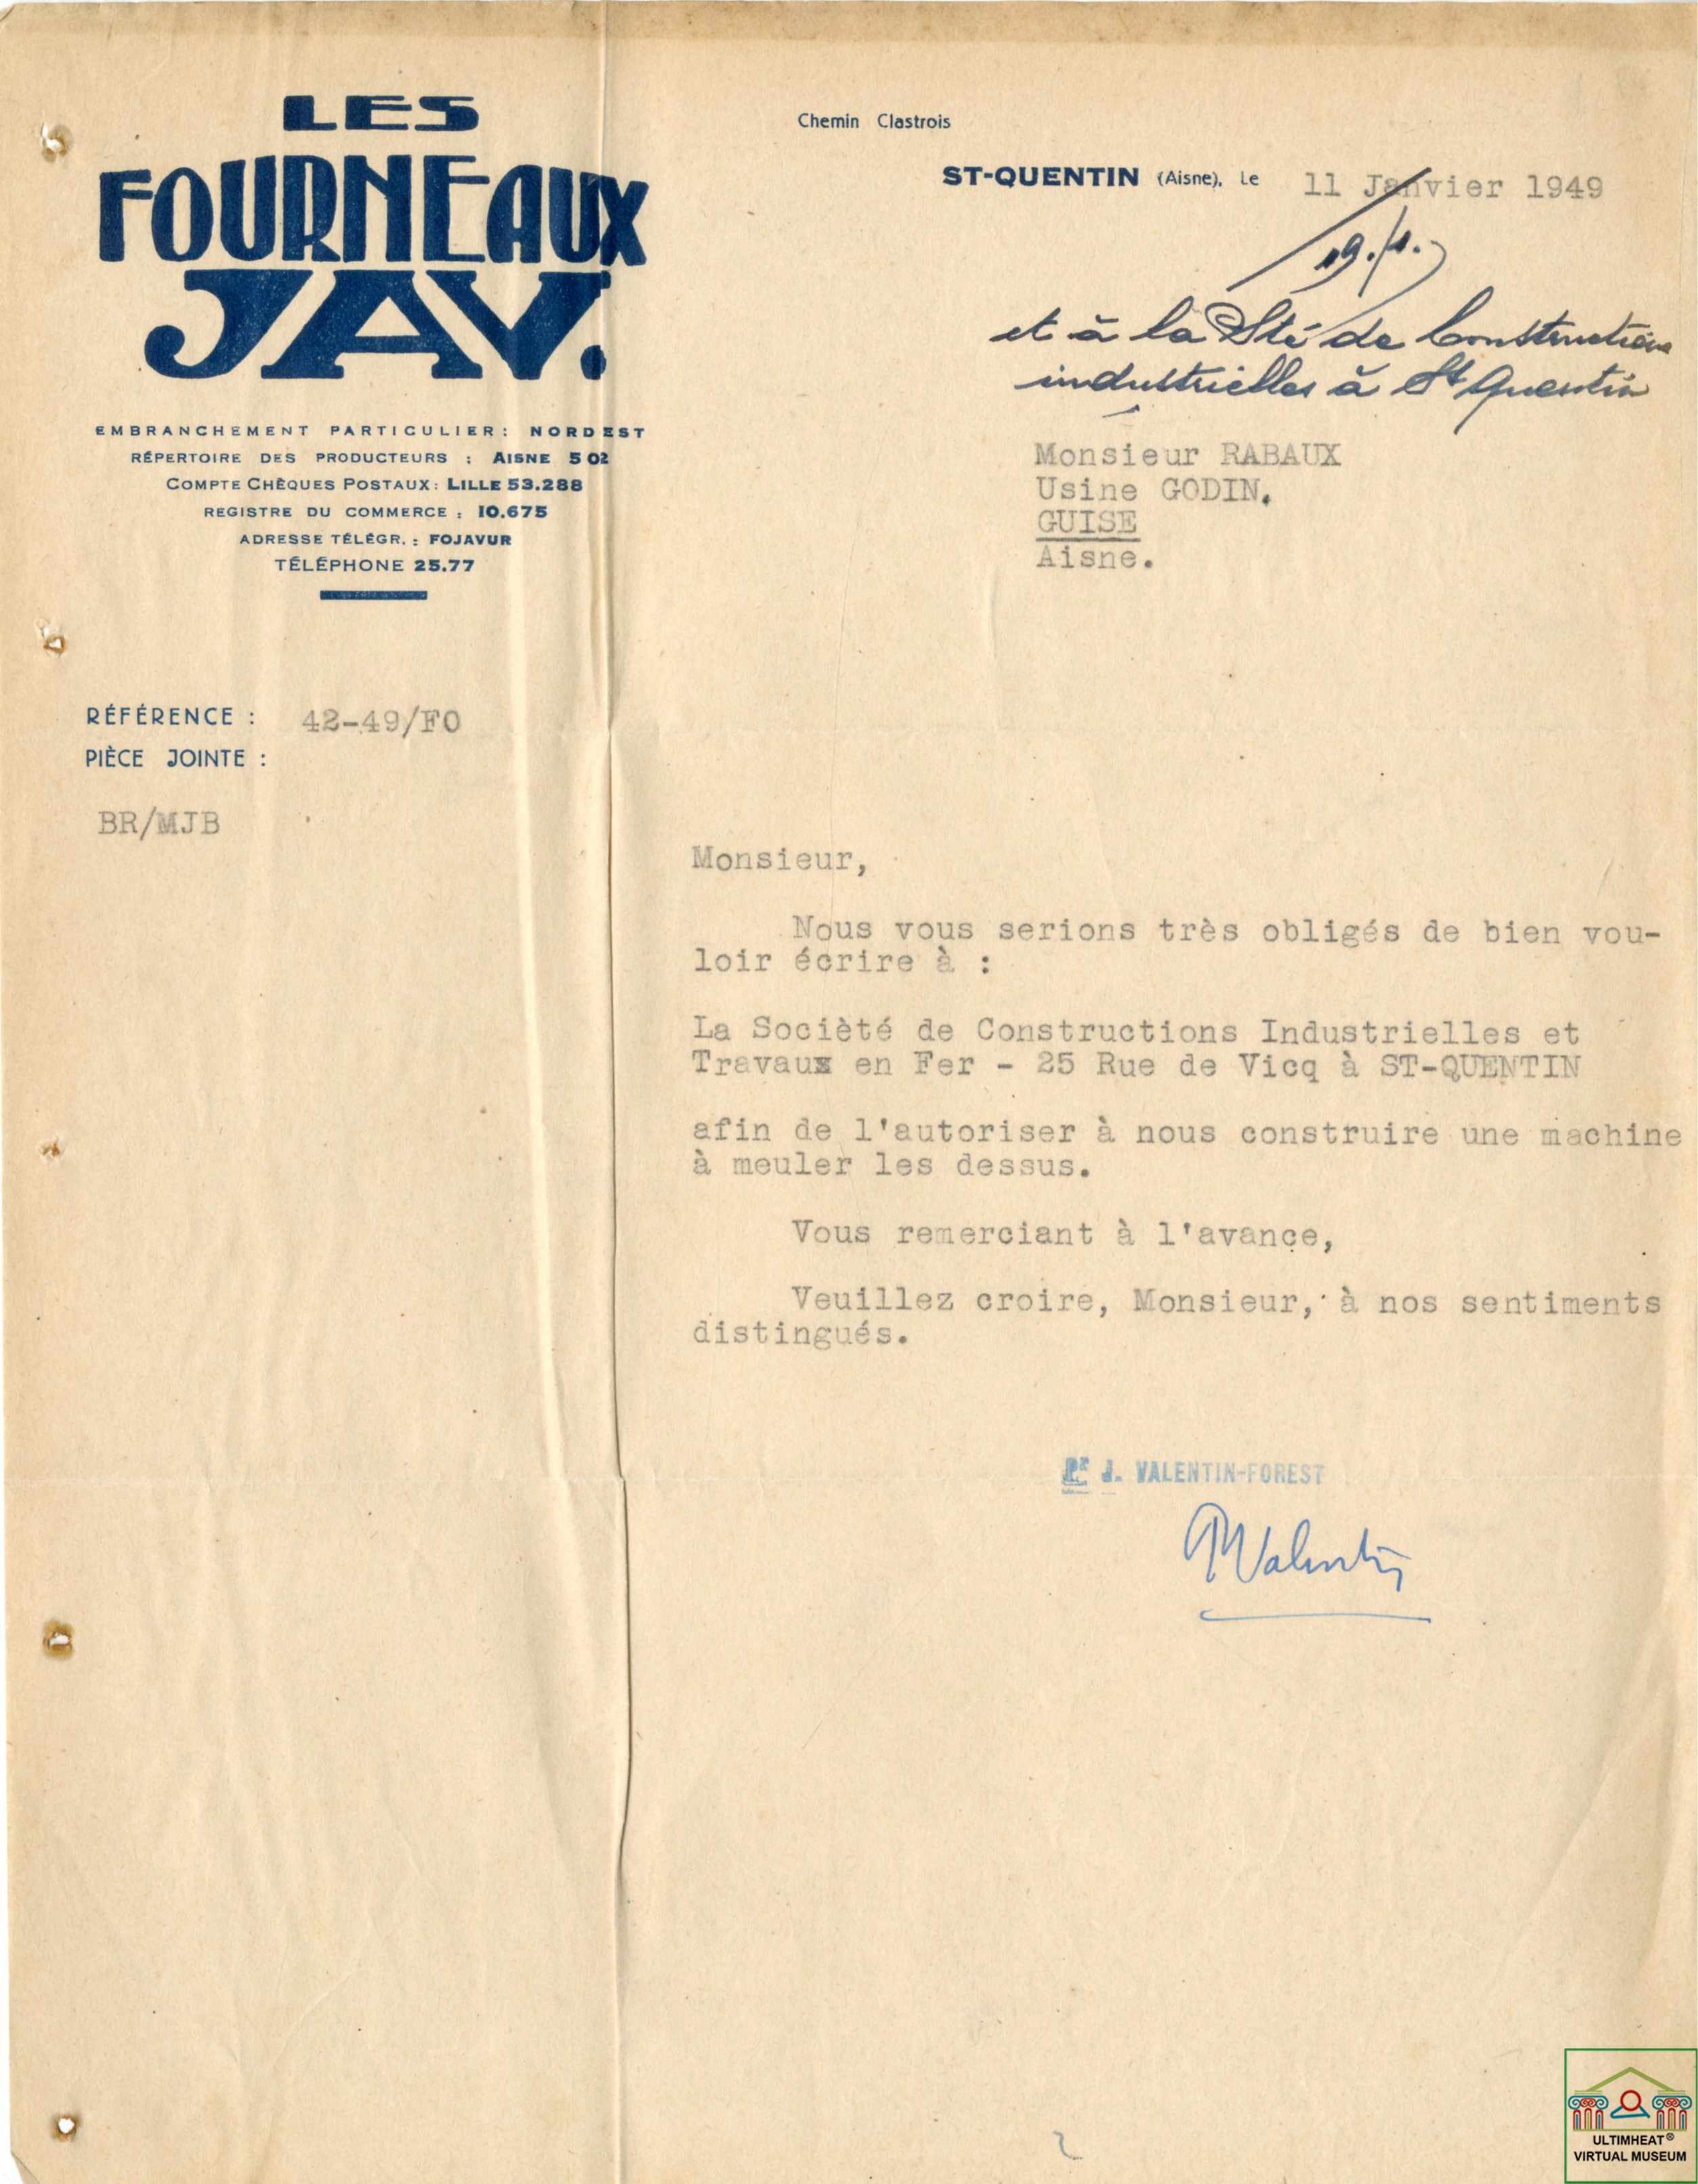 LES
FOURNEAUX
JAV.
EMBRANCHEMENT PARTICULIER : NORD EST
RÉPERTOIRE DES PRODUCTEURS : AISNE 502
COMPTE CHÈQUES POSTAUX : LILLE 53.288
REGISTRE DU COMMERCE : 10.675
ADRESSE TÉLÉGR. : FOJAVUR
TÉLÉPHONE 25.77
Chemin Clastrois
ST-QUENTIN (Aisne), Le 11 Janvier 1949
19./1.
et à la Sté de Constructions
industrielles à St Quentin
Monsieur RABAUX
Usine GODIN.
GUISE
Aisne.
RÉFÉRENCE : 42-49/FO
PIÈCE JOINTE :
BR/MJB
Monsieur,
Nous vous serions très obligés de bien vou-
loir écrire à :
La Socièté de Constructions Industrielles et
Travaux en Fer - 25 Rue de Vicq à ST-QUENTIN
afin de l'autoriser à nous construire une machine
à meuler les dessus.
Vous remerciant à l'avance,
Veuillez croire, Monsieur, à nos sentiments
distingués.
Pr J. VALENTIN-FOREST
Valentin
ULTIMHEAT®
VIRTUAL MUSEUM